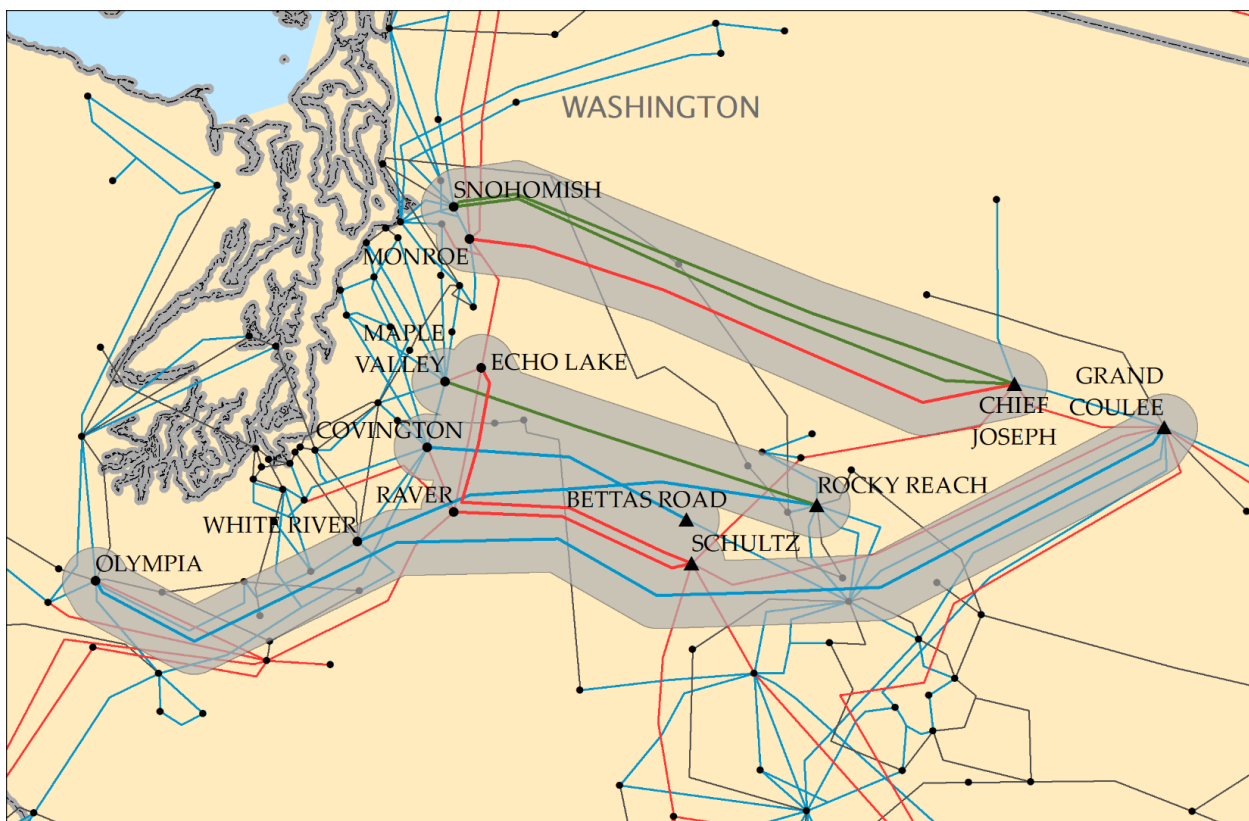 WASHINGTON
SNOHOMISH
MONROE
MAPLE
VALLEY
ECHO LAKE
GRAND
COULEE
CHIEF
JOSEPH
COVINGTON
RAVER
BETTAS ROAD
ROCKY REACH
WHITE RIVER
SCHULTZ
OLYMPIA